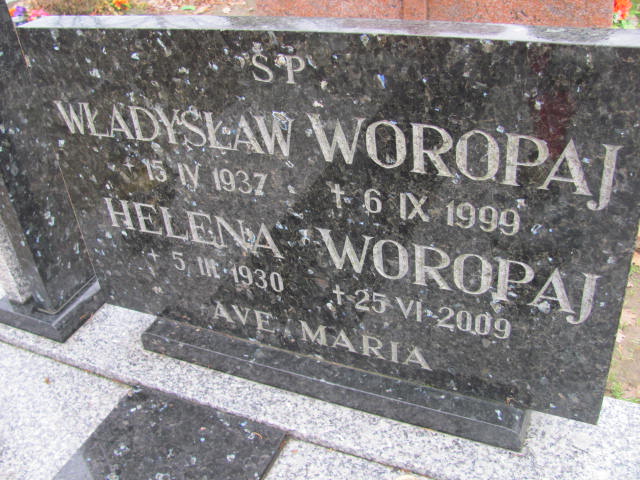 ŚP
WŁADYSŁAW WOROPAJ
+ 15 IV 1937 + 6 IX 1999
HELENA WOROPAJ
+ 5 III 1930 + 25 VI 2009
AVE MARIA